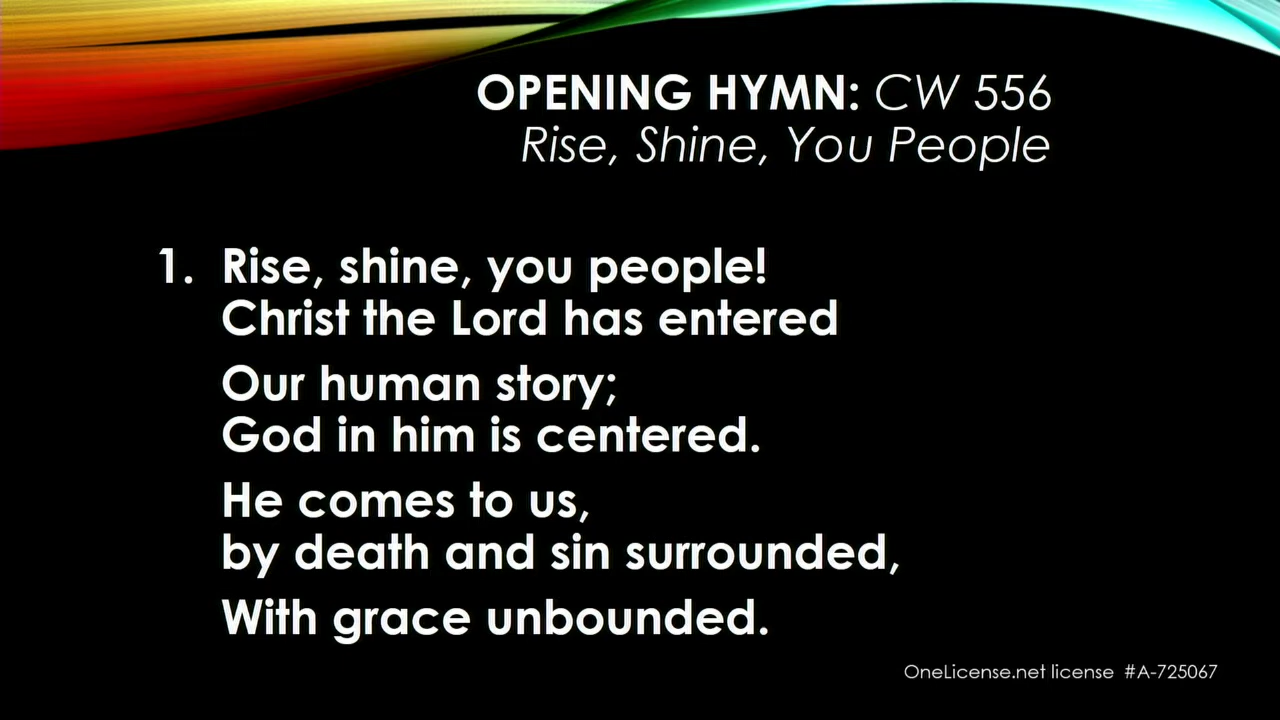 OPENING HYMN: CW 556
Rise, Shine, You People
1. Rise, shine, you people!
Christ the Lord has entered
Our human story;
God in him is centered.
He comes to us,
by death and sin surrounded,
With grace unbounded.
OneLicense.net license #A-725067